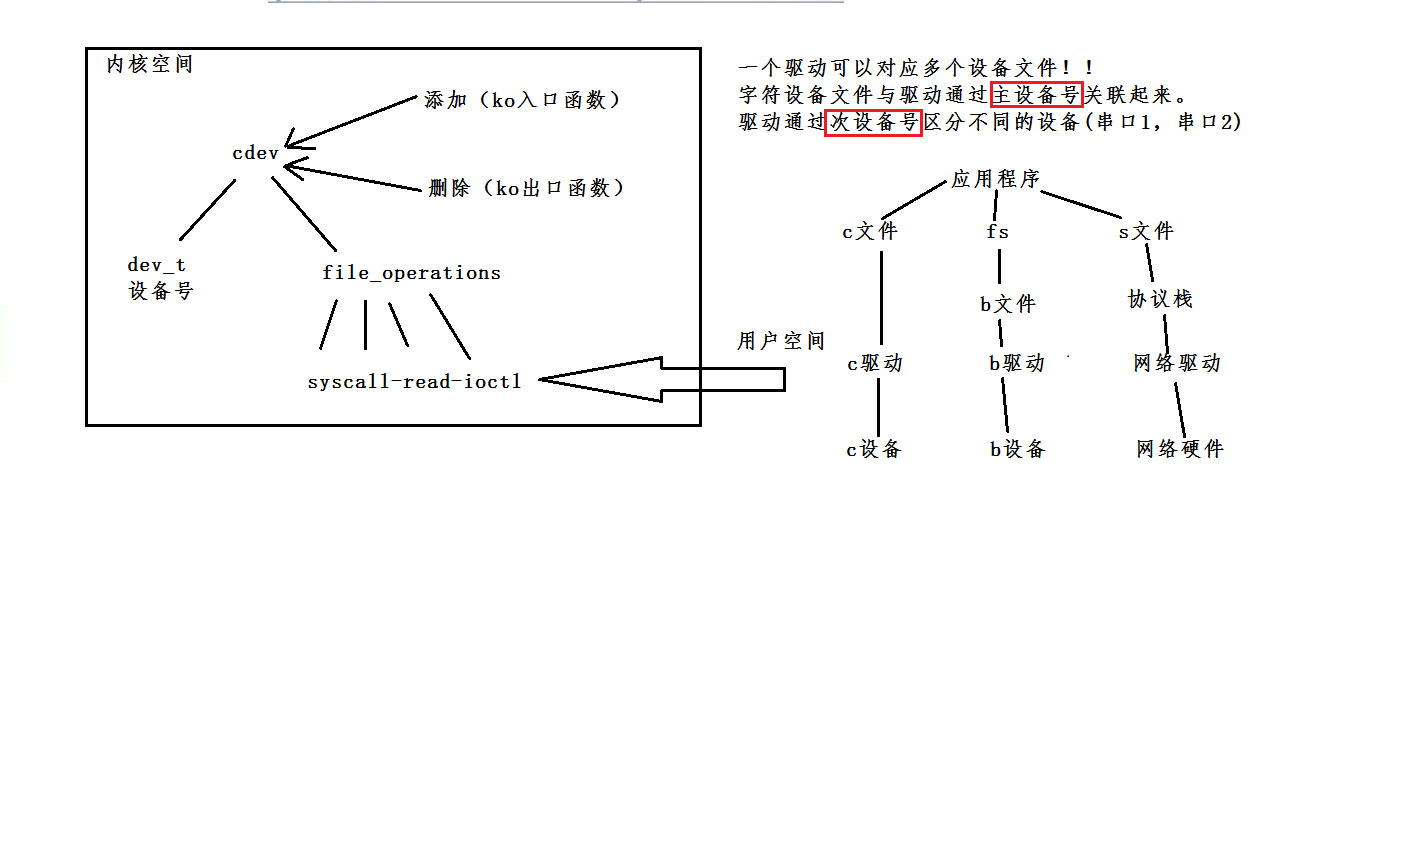 内核空间
添加（ko入口函数）
cdev
删除（ko出口函数）
dev_t
设备号
file_operations
syscall-read-ioctl
一个驱动可以对应多个设备文件！！
字符设备文件与驱动通过主设备号关联起来。
驱动通过次设备号区分不同的设备(串口1，串口2)
应用程序
c文件 fs s文件
b文件 协议栈
用户空间
c驱动 b驱动 网络驱动
c设备 b设备 网络硬件